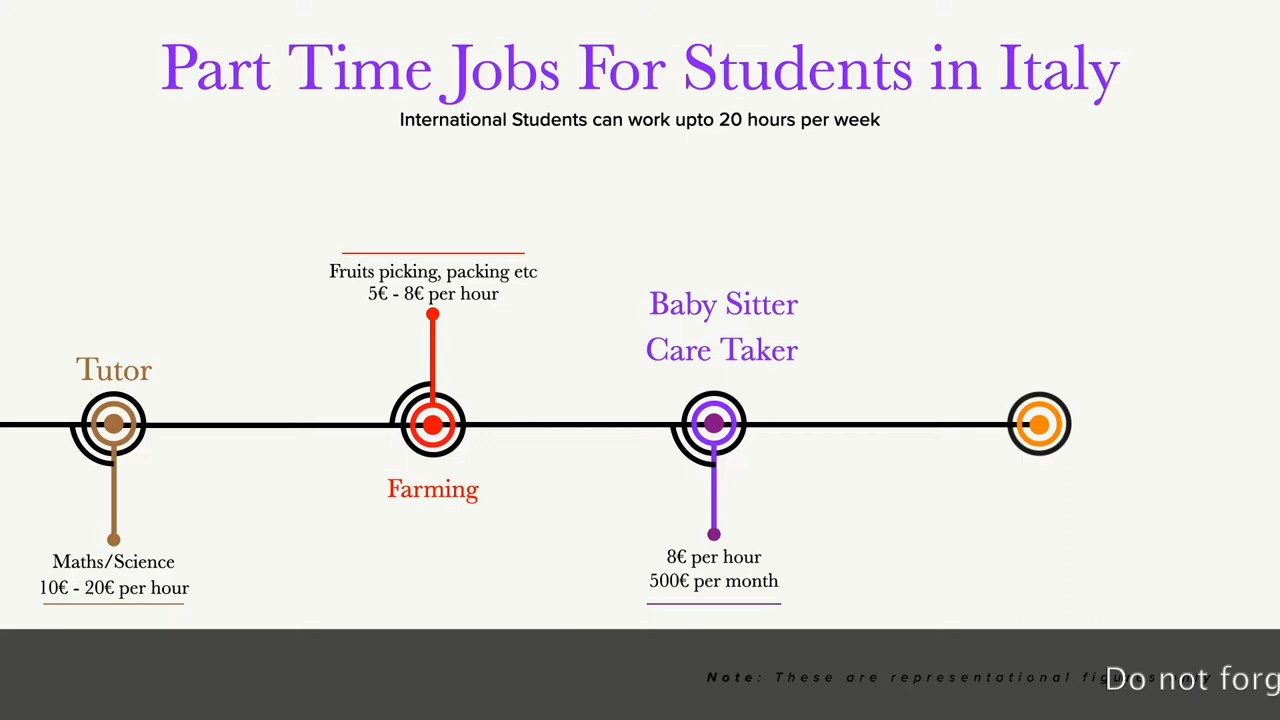 Part Time Jobs For Students in Italy
International Students can work upto 20 hours per week
Fruits picking, packing etc
5€ - 8€ per hour
Baby Sitter
Care Taker
Tutor
Farming
Maths/Science
10€ - 20€ per hour
8€ per hour
500€ per month
Note: These are representational
Do not forg